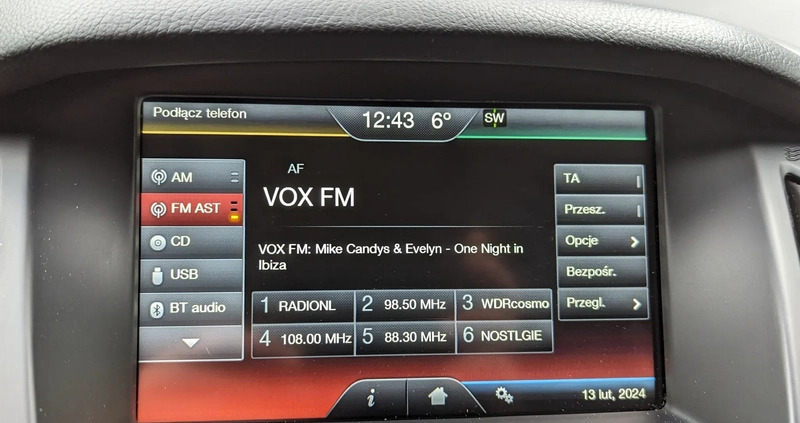 Podłącz telefon
12:43 6°
SW
AM
FM AST
CD
USB
BT audio
AF
VOX FM
VOX FM: Mike Candys & Evelyn - One Night in
Ibiza
1 RADIONL
2 98.50 MHz
3 WDRcosmo
4 108.00 MHz
5 88.30 MHz
6 NOSTLGIE
TA
Przesz.
Opcje
Bezpośr.
Przegl.
i
13 lut, 2024